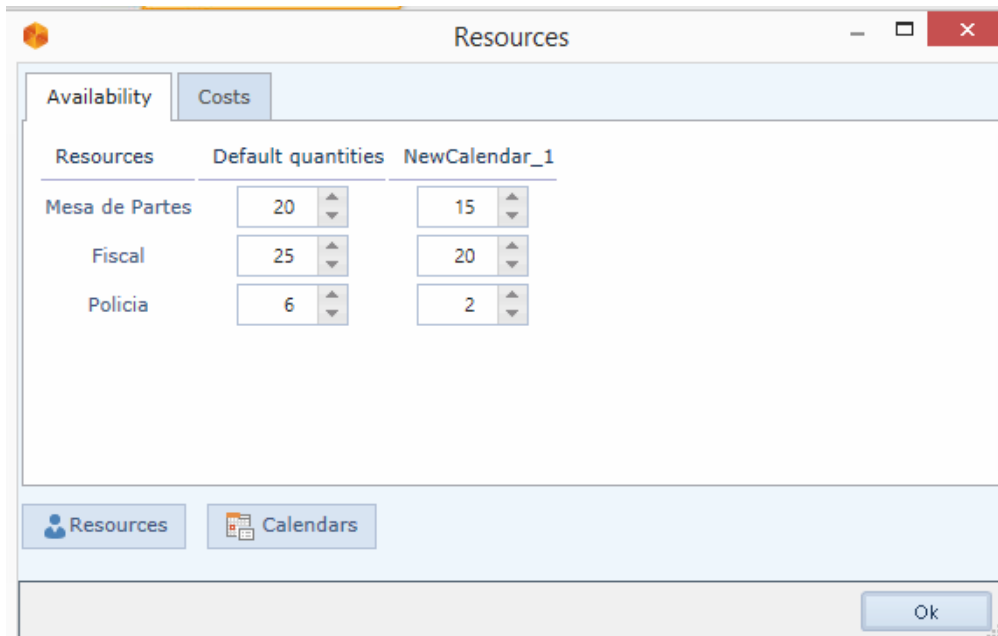 Resources
Availability Costs
Resources Default quantities NewCalendar_1
Mesa de Partes 20 15
Fiscal 25 20
Policia 6 2
Resources Calendars
Ok